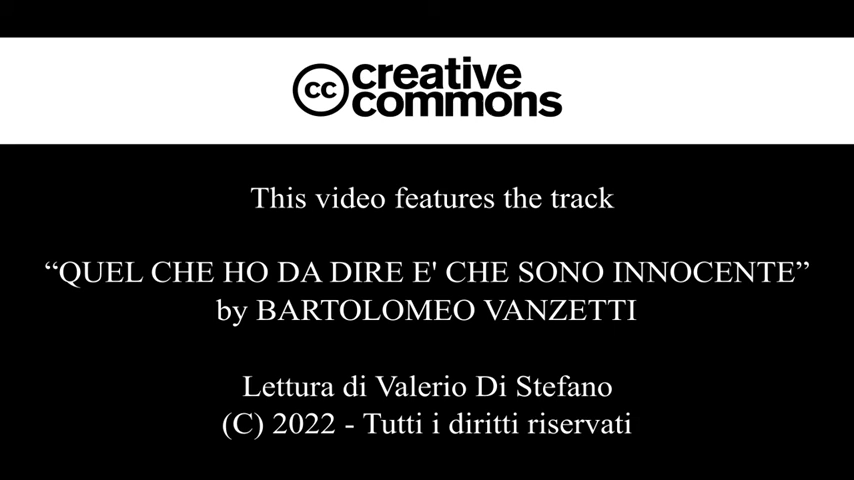 cc creative
commons
This video features the track
“QUEL CHE HO DA DIRE E' CHE SONO INNOCENTE”
by BARTOLOMEO VANZETTI
Lettura di Valerio Di Stefano
(C) 2022 - Tutti i diritti riservati